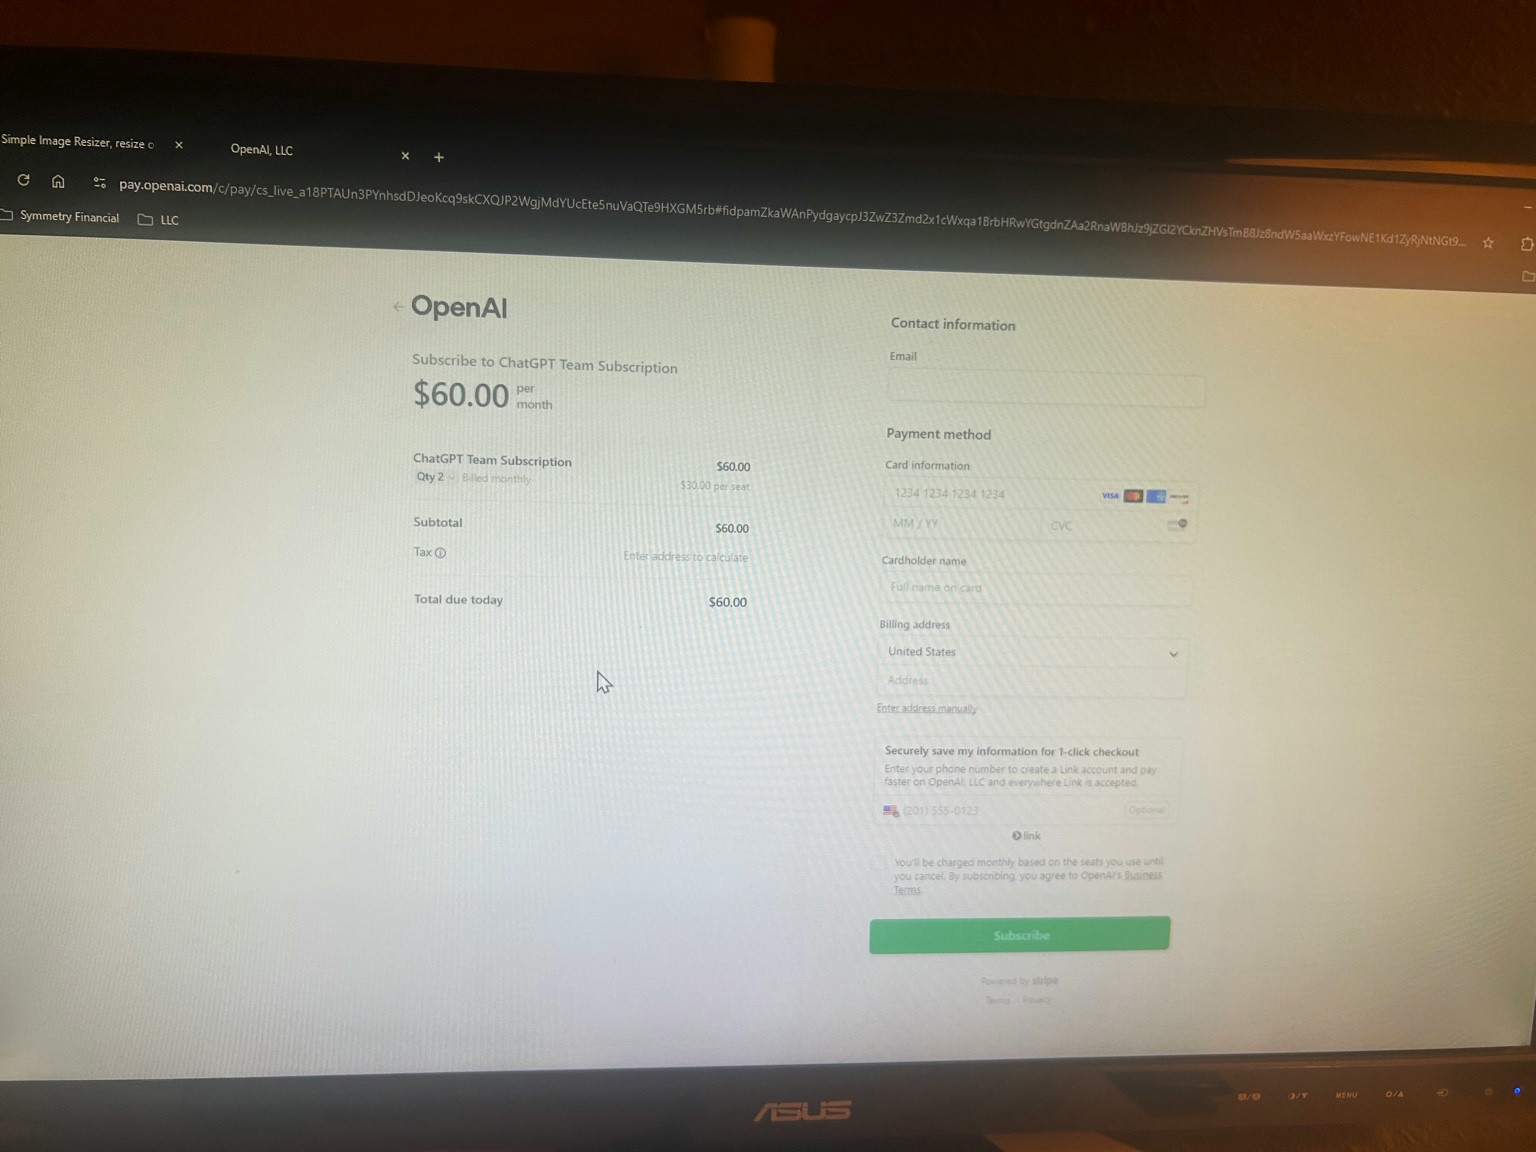 Simple Image Resizer, resize o
OpenAI, LLC
pay.openai.com/c/pay/cs_live_a18PTAUn3PYnhsdDJeoKcq9skCXQJP2WgjMdYUcEte5nuVaQTe9HXGM5rb#fidpamZkaWAnPydgaycpJ3ZwZ3Zmd2x1cWxqa1BrbHRwYGtgdnZAa2RnaW8hJz9jZGl2YCknZHVsTmB8Jz8ndW5aaWxzYFowNE1Kd1ZyRjNtNGt9...
Symmetry Financial
LLC
OpenAI
Subscribe to ChatGPT Team Subscription
$60.00 per month
ChatGPT Team Subscription $60.00
Qty 2 Billed monthly $30.00 per seat
Subtotal $60.00
Tax Enter address to calculate
Total due today $60.00
Contact information
Email
Payment method
Card information
1234 1234 1234 1234 VISA
MM / YY CVC
Cardholder name
Full name on card
Billing address
United States
Address
Enter address manually
Securely save my information for 1-click checkout
Enter your phone number to create a Link account and pay
faster on OpenAI, LLC and everywhere Link is accepted.
(201) 555-0123 Optional
link
You'll be charged monthly based on the seats you use until
you cancel. By subscribing, you agree to OpenAI's Business
Terms.
Subscribe
Powered by stripe
Terms Privacy
ASUS
MENU